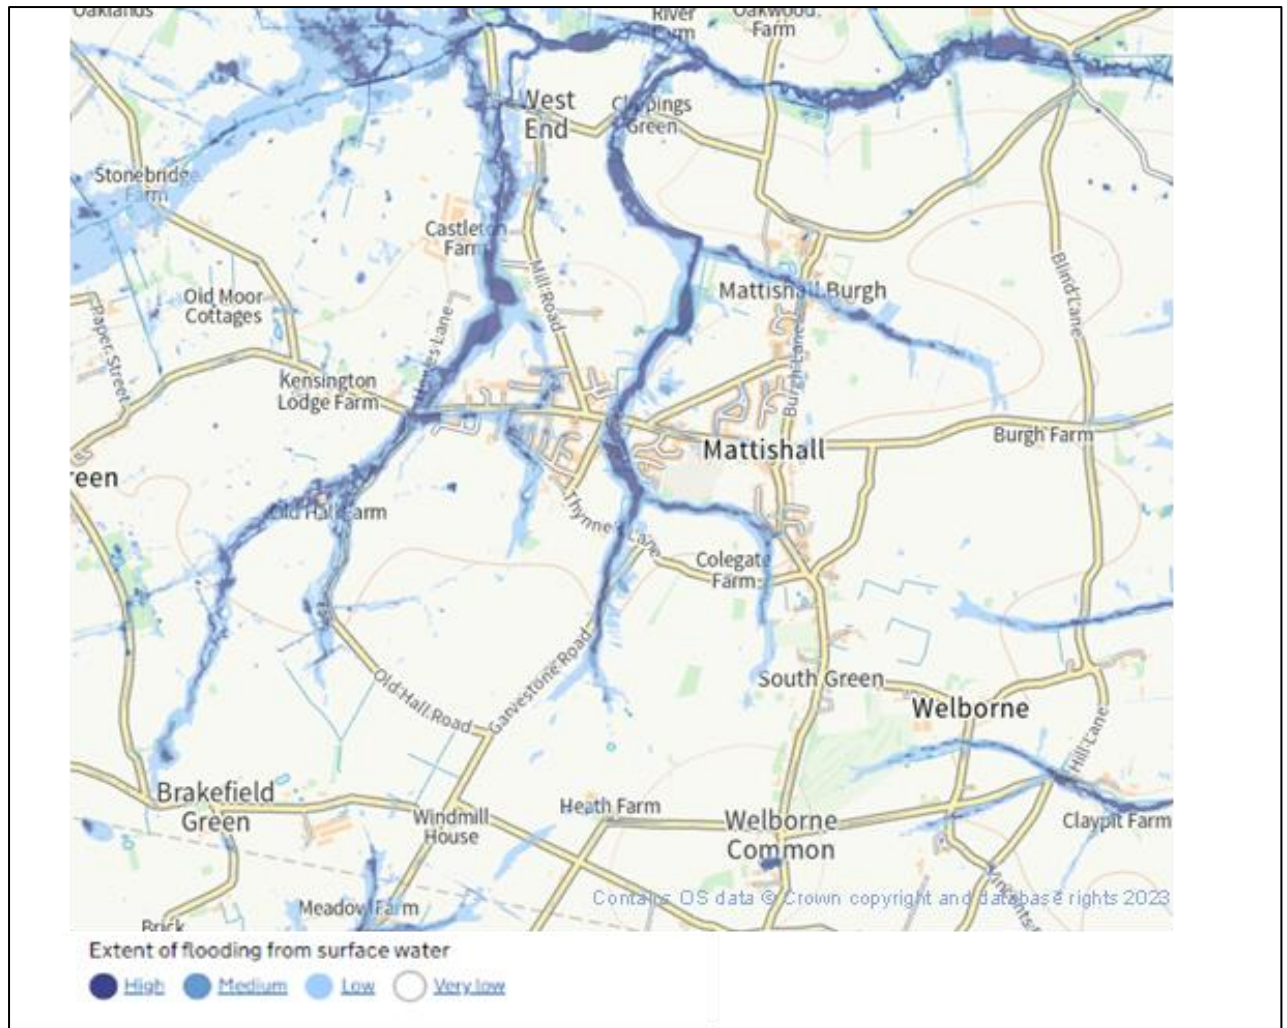 Oaklands
River
Farm
Oakwood
Farm
West
End
Clippings
Green
Stonebridge
Farm
Castleton
Farm
Blind Lane
Mill Road
Old Moor
Cottages
Mattishall Burgh
Paper Street
Howes Lane
Burgh Lane
Kensington
Lodge Farm
Burgh Farm
Mattishall
reen
Old Hall Farm
Thynne's Lane
Colegate
Farm
Garvestone Road
Old Hall Road
South Green
Welborne
Hill Lane
Brakefield
Green
Windmill
House
Heath Farm
Welborne
Common
Claypit Farm
Contains OS data © Crown copyright and database rights 2023
Meadow Farm
Brick
Extent of flooding from surface water
High Medium Low Very low